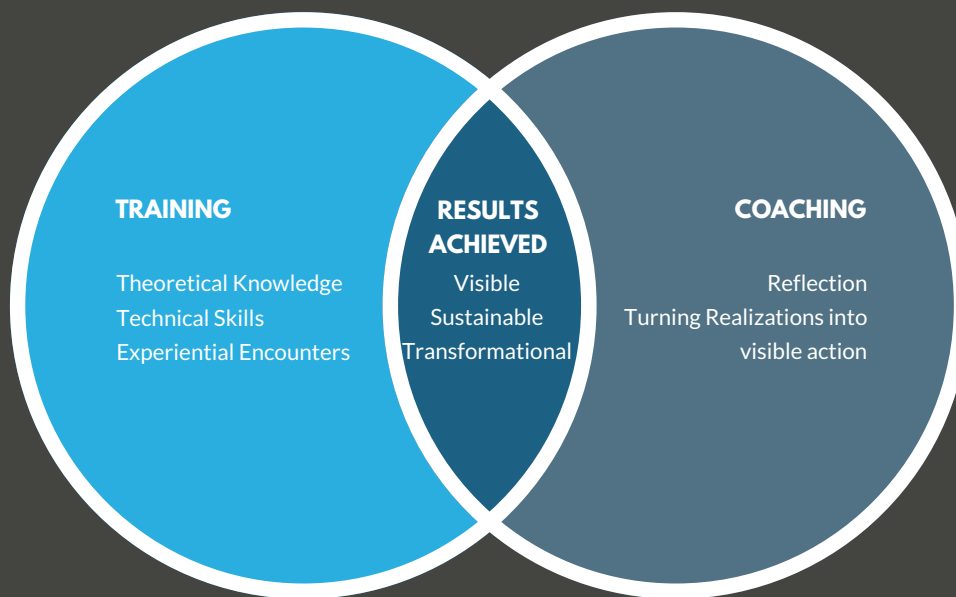 TRAINING
Theoretical Knowledge
Technical Skills
Experiential Encounters
RESULTS
ACHIEVED
Visible
Sustainable
Transformational
COACHING
Reflection
Turning Realizations into
visible action